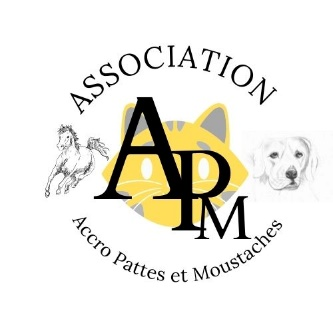 ASSOCIATION
APM
Accro Pattes et Moustaches